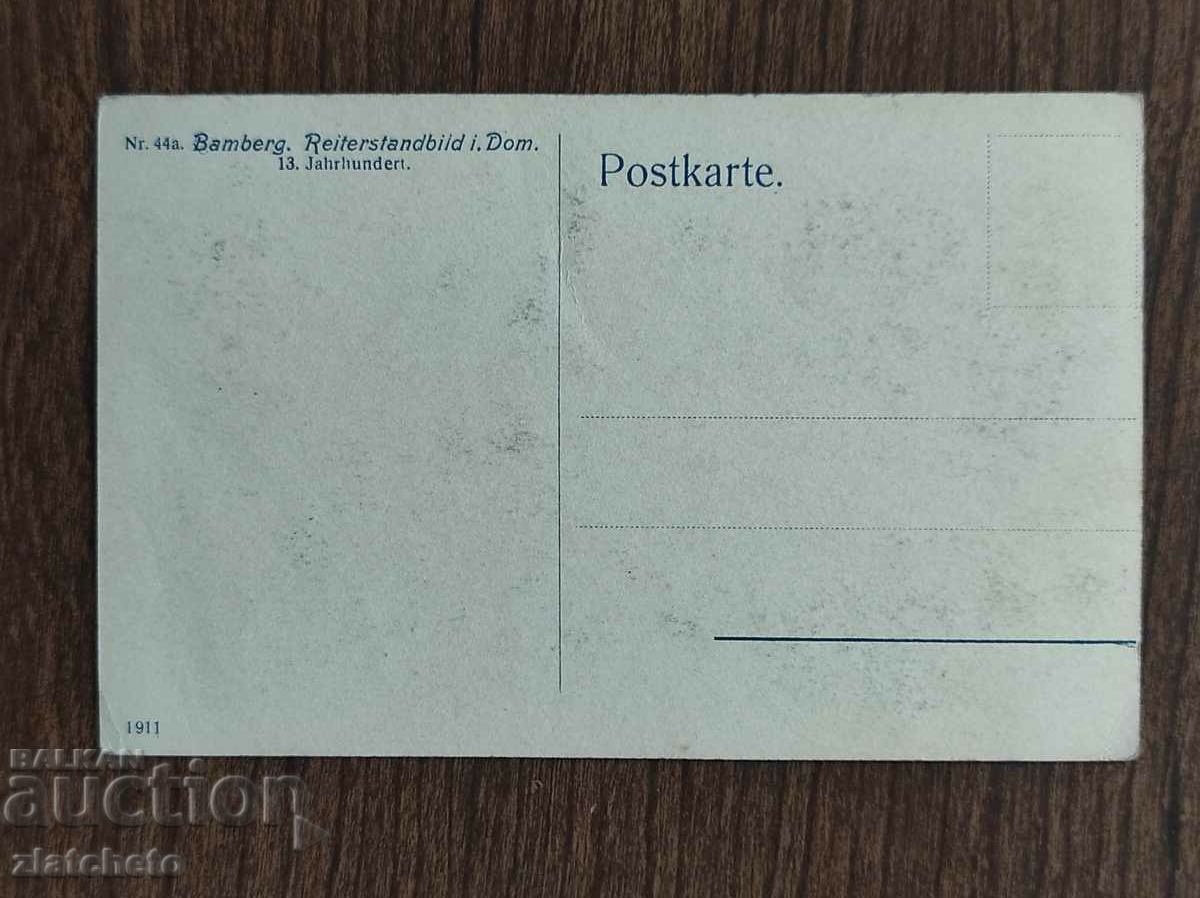 Nr. 44a. Bamberg. Reiterstandbild i. Dom.
13. Jahrhundert.
Postkarte.
1911
BALKAN
auction
zlatcheto